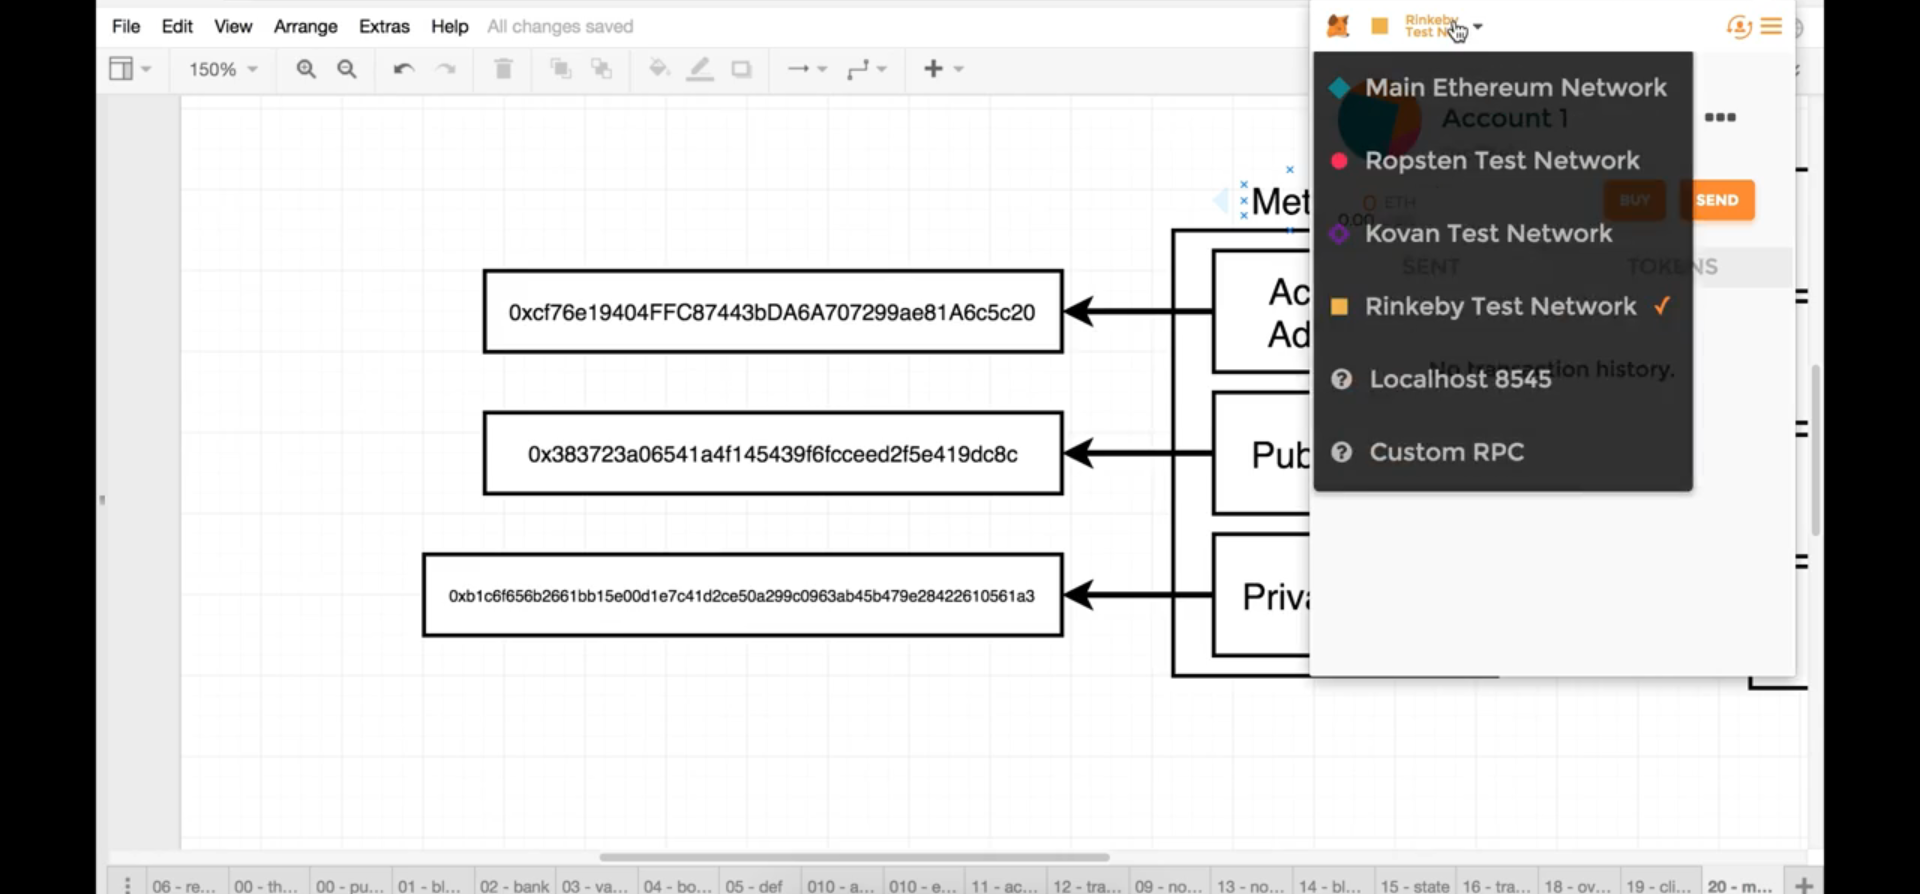 File Edit View Arrange Extras Help All changes saved
Rinkeby
Test
150%
Main Ethereum Network
Account 1
Ropsten Test Network
0 ETH
BUY SEND
0.00
Kovan Test Network
SENT TOKENS
Rinkeby Test Network
No transaction history.
Localhost 8545
Custom RPC
Met
0xcf76e19404FFC87443bDA6A707299ae81A6c5c20
Ac
Ad
0x383723a06541a4f145439f6fcceed2f5e419dc8c
Pub
0xb1c6f656b2661bb15e00d1e7c41d2ce50a299c0963ab45b479e28422610561a3
Priva
06 - re... 00 - th... 00 - pu... 01 - bl... 02 - bank 03 - va... 04 - bo... 05 - def 010 - a... 010 - e... 11 - ac... 12 - tra... 09 - no... 13 - no... 14 - bl... 15 - state 16 - tra... 18 - ov... 19 - cli... 20 - m...